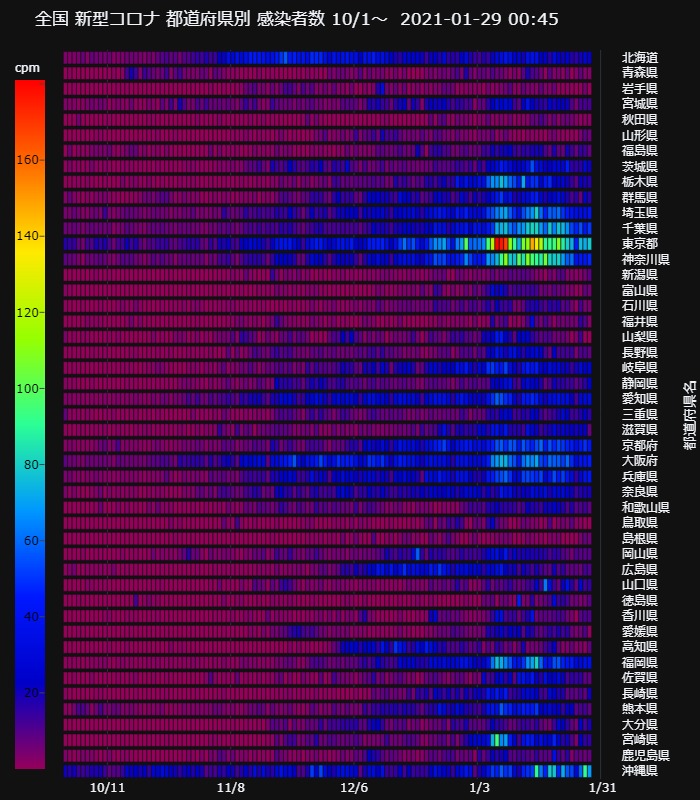 全国 新型コロナ 都道府県別 感染者数 10/1～ 2021-01-29 00:45
cpm
160
140
120
100
80
60
40
20
北海道
青森県
岩手県
宮城県
秋田県
山形県
福島県
茨城県
栃木県
群馬県
埼玉県
千葉県
東京都
神奈川県
新潟県
富山県
石川県
福井県
山梨県
長野県
岐阜県
静岡県
愛知県
三重県
滋賀県
京都府
大阪府
兵庫県
奈良県
和歌山県
鳥取県
島根県
岡山県
広島県
山口県
徳島県
香川県
愛媛県
高知県
福岡県
佐賀県
長崎県
熊本県
大分県
宮崎県
鹿児島県
沖縄県
都道府県名
10/11 11/8 12/6 1/3 1/31